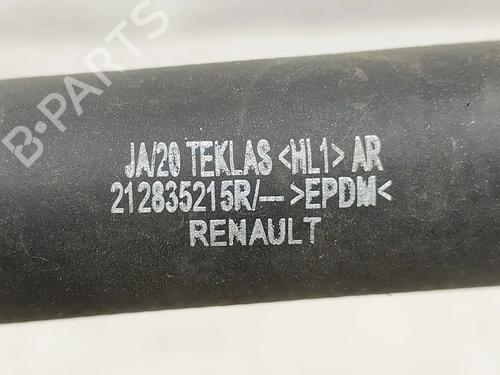 B-PARTS
JA/20 TEKLAS <HL1> AR
212835215R/--->EPDM<
RENAULT